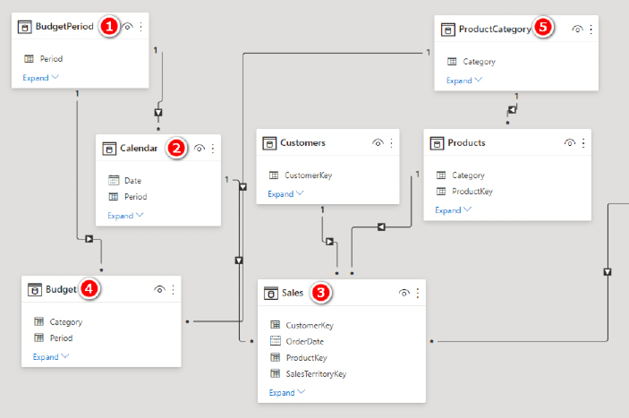 BudgetPeriod 1
Period
Expand
1
1
ProductCategory 5
Category
Expand
1
1
Calendar 2
Date
Period
Expand
1
Customers
CustomerKey
Expand
1
Products
Category
ProductKey
Expand
1
Budget 4
Category
Period
Expand
*
*
*
Sales 3
CustomerKey
OrderDate
ProductKey
SalesTerritoryKey
Expand
*
*
*
*
*